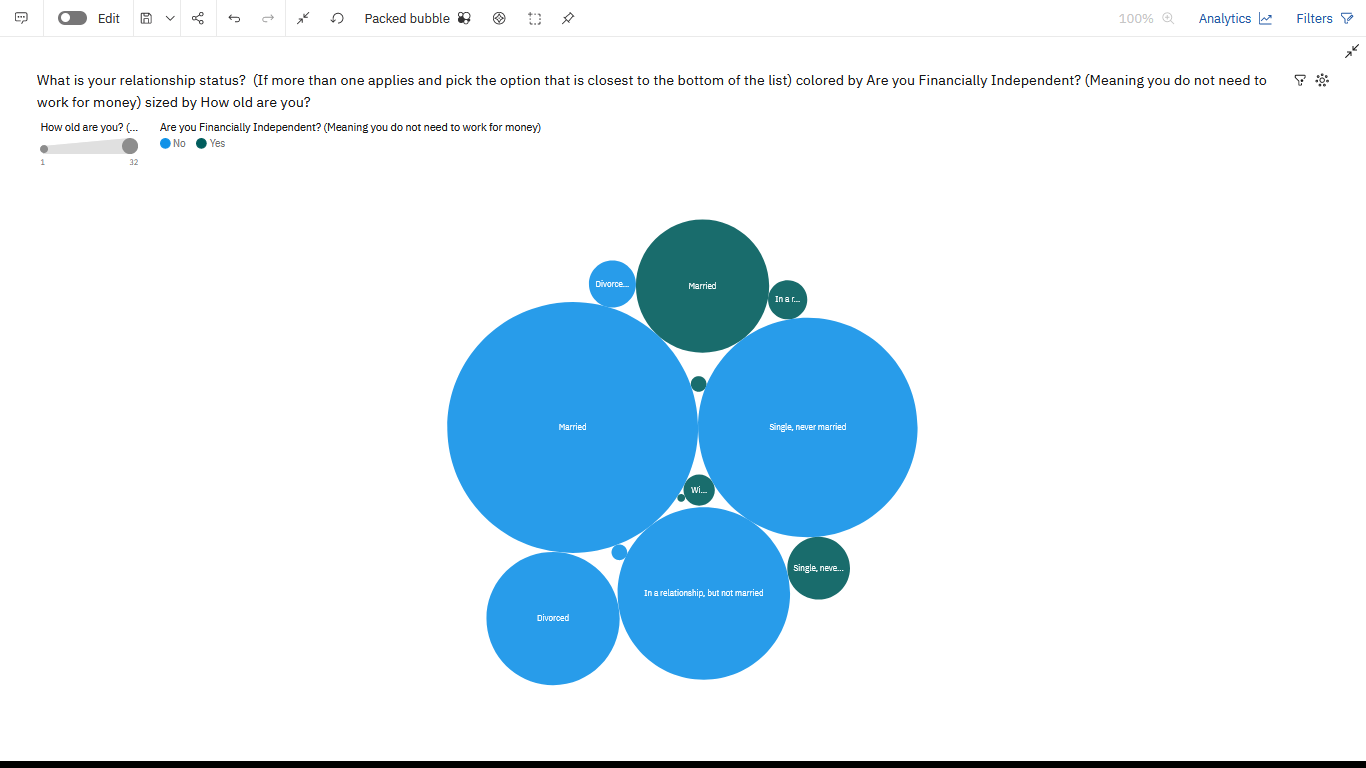 Edit
Packed bubble
100%
Analytics
Filters
What is your relationship status?  (If more than one applies and pick the option that is closest to the bottom of the list) colored by Are you Financially Independent? (Meaning you do not need to
work for money) sized by How old are you?
How old are you? (...
Are you Financially Independent? (Meaning you do not need to work for money)
No
Yes
1
32
Divorce...
Married
In a r...
Married
Single, never married
Wi...
Single, neve...
In a relationship, but not married
Divorced